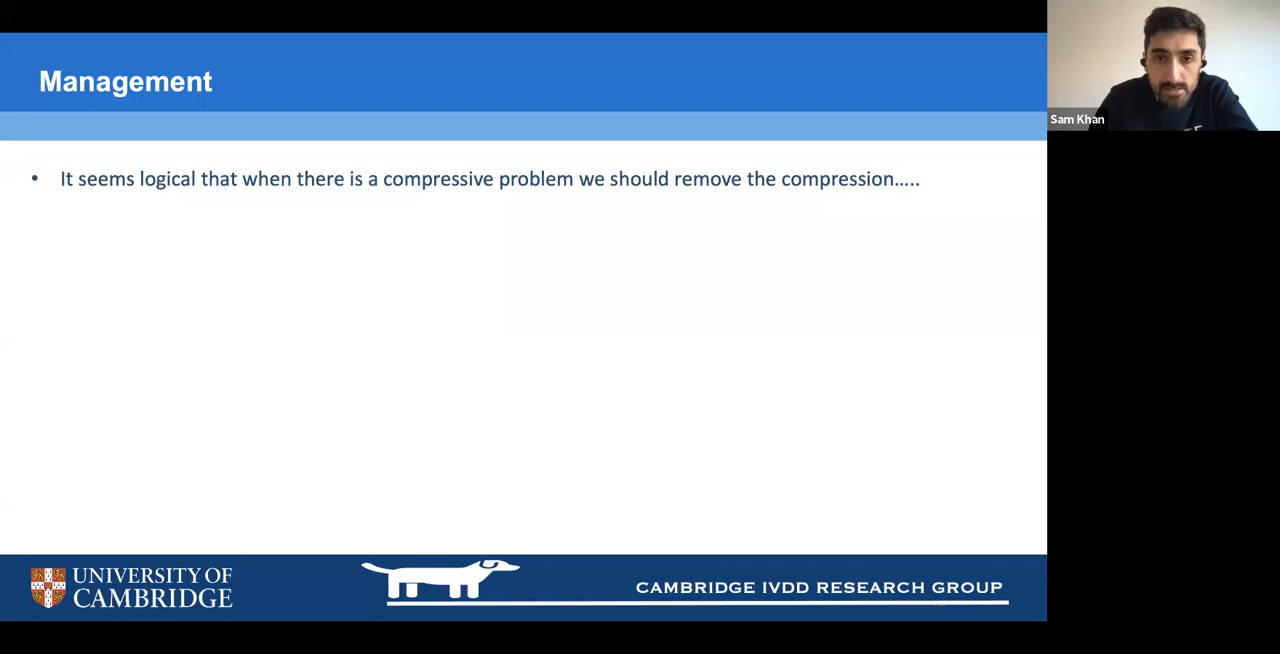 Management
Sam Khan
• It seems logical that when there is a compressive problem we should remove the compression.....
UNIVERSITY OF
CAMBRIDGE
CAMBRIDGE IVDD RESEARCH GROUP